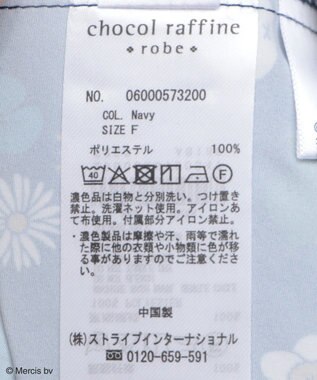 chocol raffine
robe
NO. 06000573200
COL. Navy
SIZE F
ポリエステル 100%
40
F
濃色品は白物と分別洗い。つけ置き
禁止。洗濯ネット使用。アイロンあ
て布使用。付属部分アイロン禁止。
・濃色製品は摩擦や汗、雨等で濡れ
た際に他の衣類や小物類に色が移
る事がありますのでご注意くださ
い。
中国製
(株)ストライプインターナショナル
0120-659-591
© Mercis bv